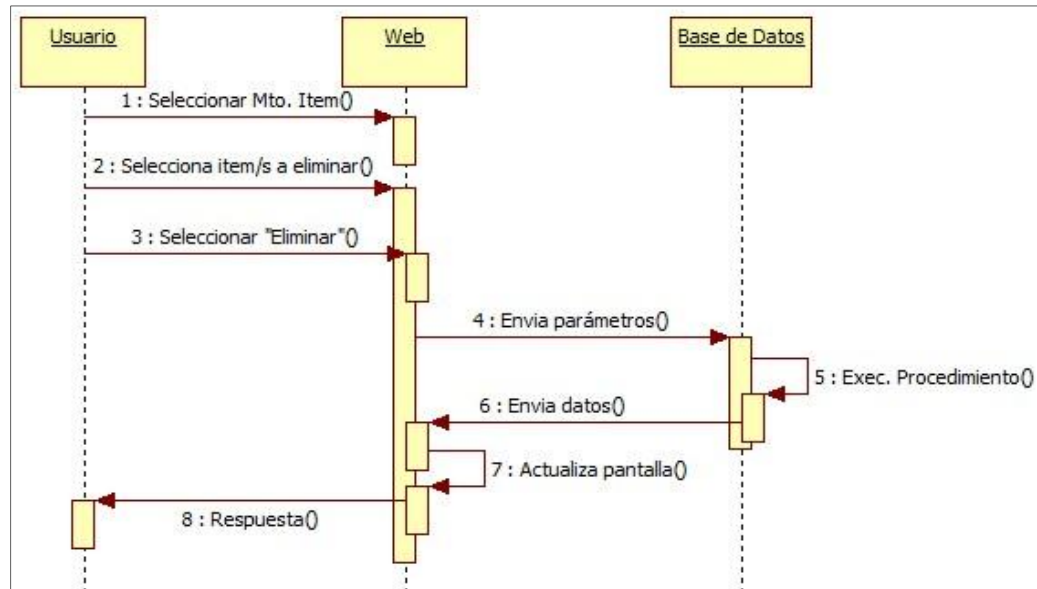 Usuario
Web
Base de Datos
1 : Seleccionar Mto. Item()
2 : Selecciona item/s a eliminar()
3 : Seleccionar "Eliminar"()
4 : Envia parámetros()
5 : Exec. Procedimiento()
6 : Envia datos()
7 : Actualiza pantalla()
8 : Respuesta()